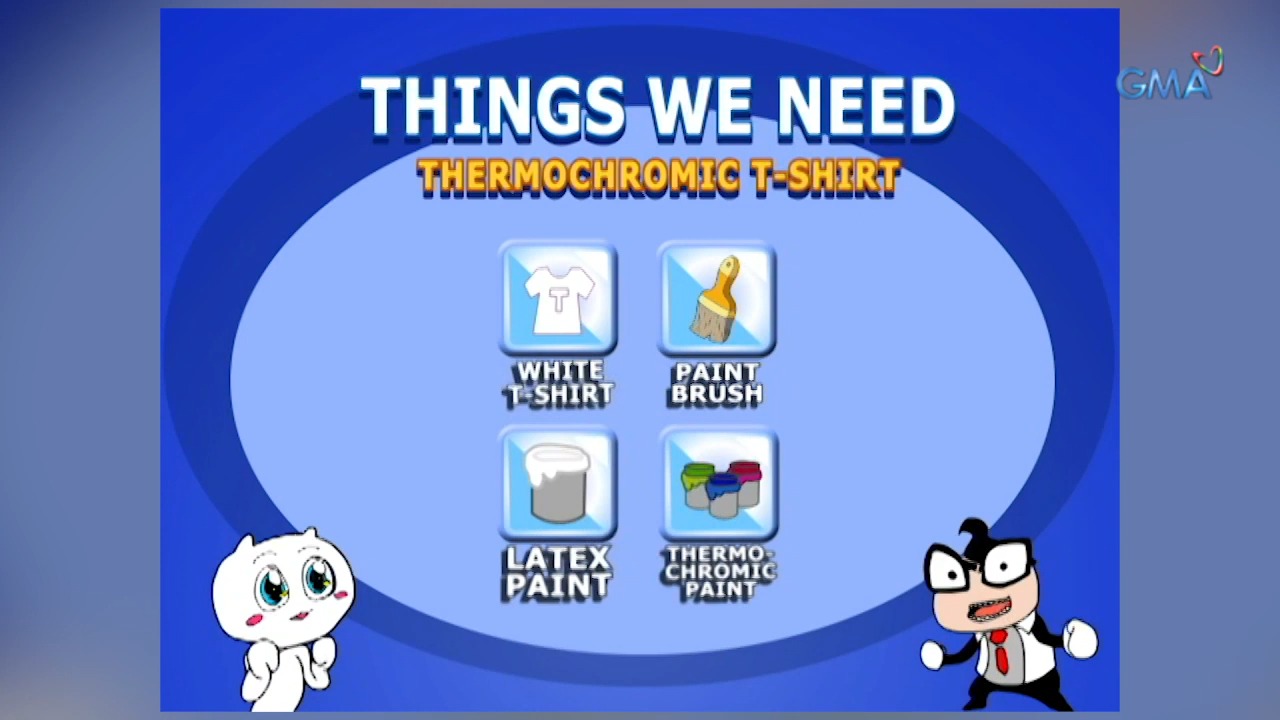 GMA
THINGS WE NEED
THERMOCHROMIC T-SHIRT
T
WHITE
T-SHIRT
PAINT
BRUSH
LATEX
PAINT
THERMO-
CHROMIC
PAINT